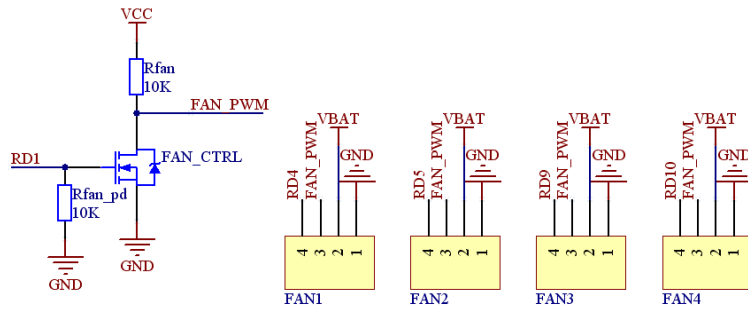 VCC
Rfan
10K
FAN_PWM
RD1
FAN_CTRL
Rfan_pd
10K
GND
GND
VBAT
GND
RD4
FAN_PWM
4 3 2 1
FAN1
VBAT
GND
RD5
FAN_PWM
4 3 2 1
FAN2
VBAT
GND
RD9
FAN_PWM
4 3 2 1
FAN3
VBAT
GND
RD10
FAN_PWM
4 3 2 1
FAN4